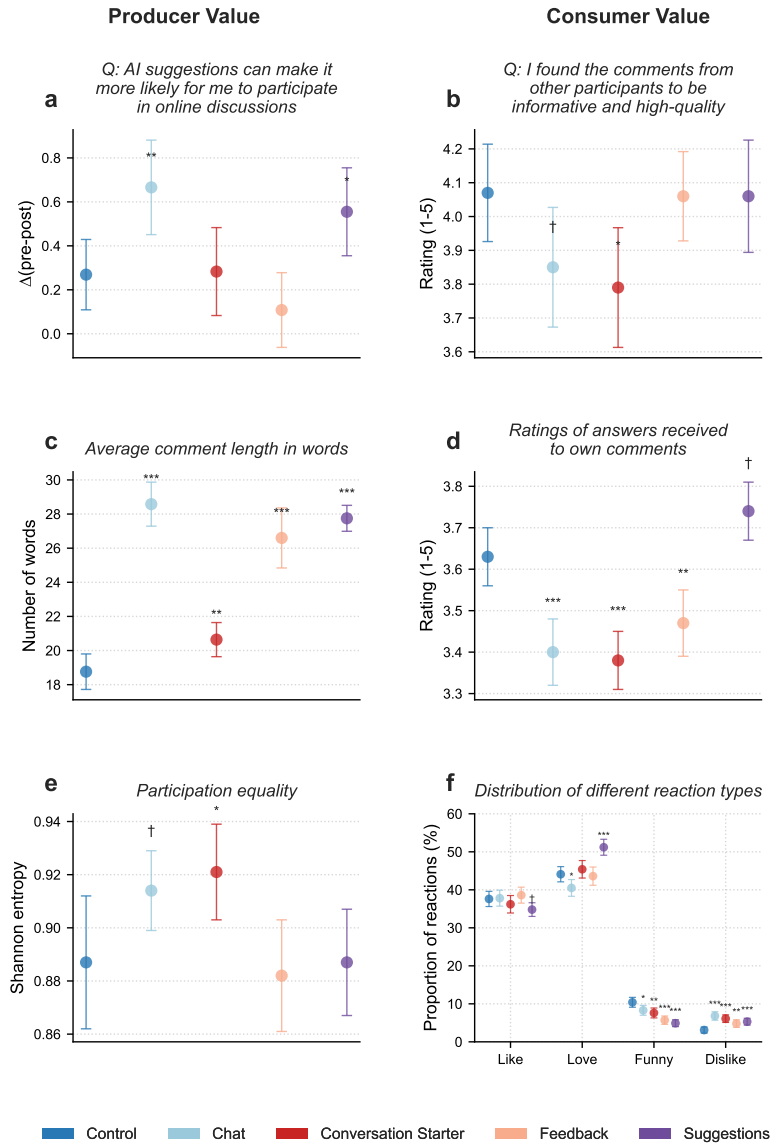 Producer Value
Consumer Value
Q: AI suggestions can make it
more likely for me to participate
in online discussions
a
**
*
0.8
0.6
0.4
0.2
0.0
Δ(pre-post)
Q: I found the comments from
other participants to be
informative and high-quality
b
†
*
4.2
4.1
4.0
3.9
3.8
3.7
3.6
Rating (1-5)
c
Average comment length in words
***
**
***
***
30
28
26
24
22
20
18
Number of words
Ratings of answers received
to own comments
d
***
***
**
†
3.8
3.7
3.6
3.5
3.4
3.3
Rating (1-5)
e
Participation equality
†
*
0.94
0.92
0.90
0.88
0.86
Shannon entropy
f
Distribution of different reaction types
‡
*
***
*
**
***
***
***
***
**
***
60
50
40
30
20
10
0
Proportion of reactions (%)
Like
Love
Funny
Dislike
Control
Chat
Conversation Starter
Feedback
Suggestions